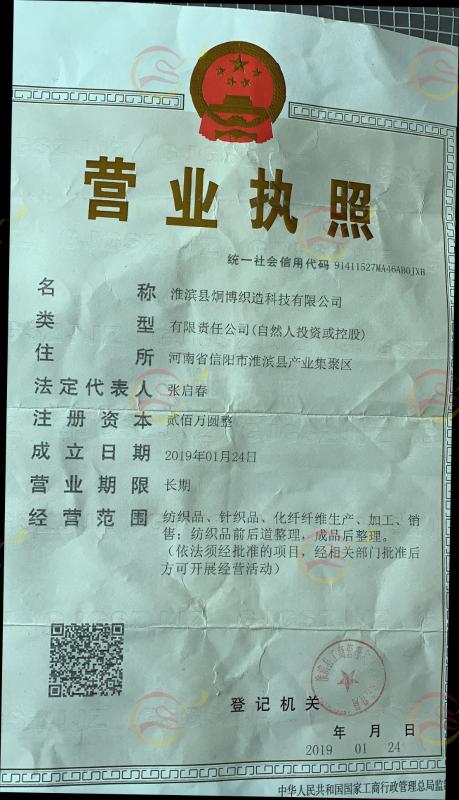 营业执照
统一社会信用代码 91411527MA46AB0JXH
名称 淮滨县炯博织造科技有限公司
类型 有限责任公司(自然人投资或控股)
住所 河南省信阳市淮滨县产业集聚区
法定代表人 张启春
注册资本 贰佰万圆整
成立日期 2019年01月24日
营业期限 长期
经营范围 纺织品、针织品、化纤纤维生产、加工、销
售；纺织品前后道整理，成品后整理。
（依法须经批准的项目，经相关部门批准后
方可开展经营活动）
登记机关
年 月 日
2019 01 24
中华人民共和国国家工商行政管理总局监制